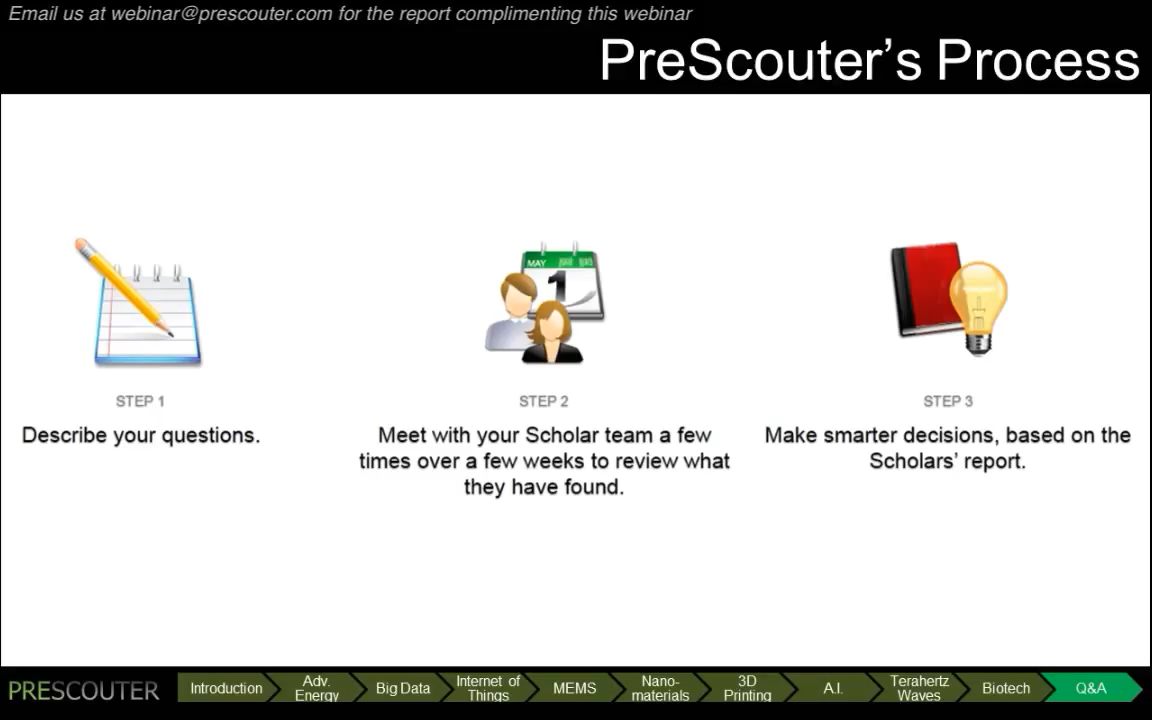 Email us at webinar@prescouter.com for the report complimenting this webinar
PreScouter’s Process
MAY
1
STEP 1
Describe your questions.
STEP 2
Meet with your Scholar team a few
times over a few weeks to review what
they have found.
STEP 3
Make smarter decisions, based on the
Scholars’ report.
PRESCOUTER
Introduction
Adv.
Energy
Big Data
Internet of
Things
MEMS
Nano-
materials
3D
Printing
A.I.
Terahertz
Waves
Biotech
Q&A